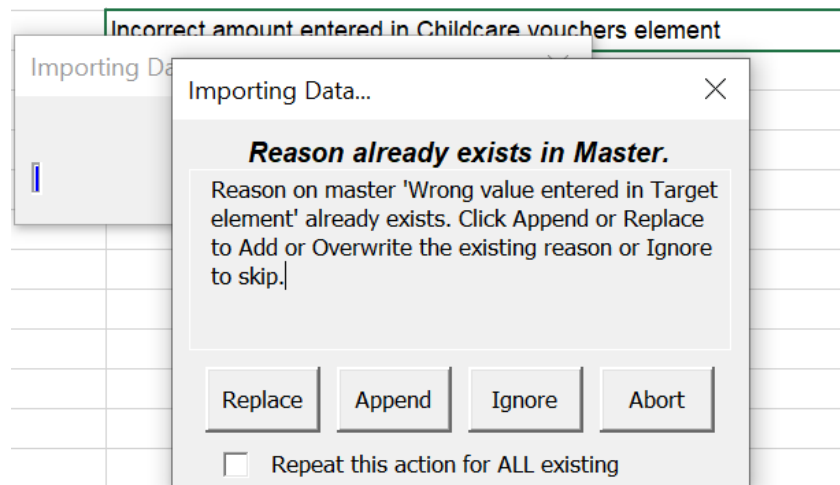 Incorrect amount entered in Childcare vouchers element
Importing Da
Importing Data...
Reason already exists in Master.
Reason on master 'Wrong value entered in Target
element' already exists. Click Append or Replace
to Add or Overwrite the existing reason or Ignore
to skip.
Replace Append Ignore Abort
Repeat this action for ALL existing